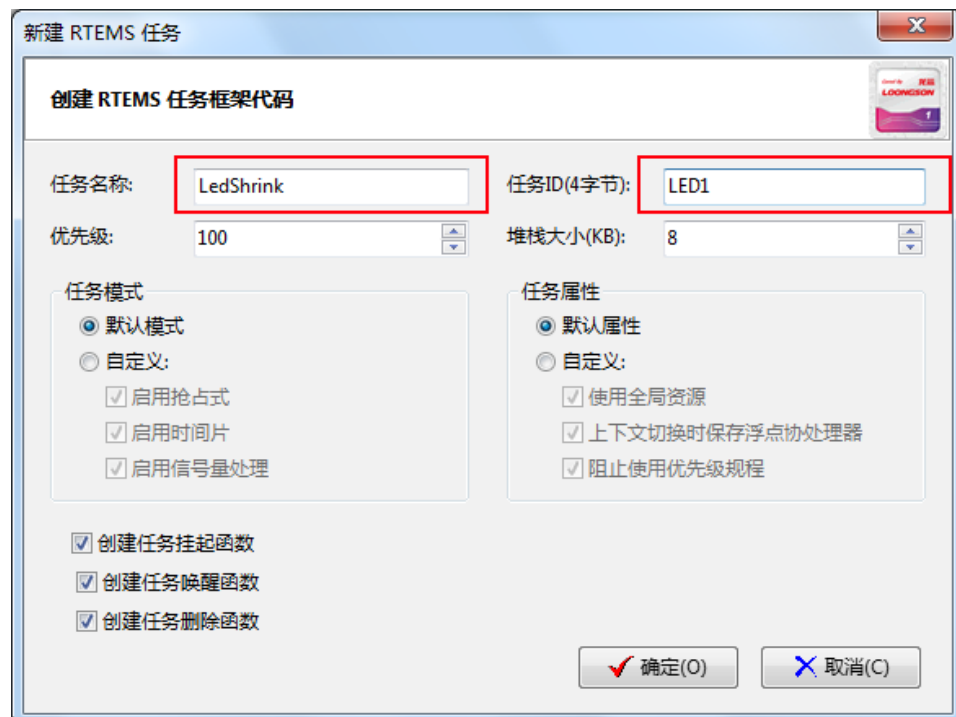 新建 RTEMS 任务
创建 RTEMS 任务框架代码
LOONGSON
任务名称: LedShrink 任务ID(4字节): LED1
优先级: 100 堆栈大小(KB): 8
任务模式 任务属性
默认模式 默认属性
自定义: 自定义:
启用抢占式 使用全局资源
启用时间片 上下文切换时保存浮点协处理器
启用信号量处理 阻止使用优先级规程
创建任务挂起函数
创建任务唤醒函数
创建任务删除函数
确定(O) 取消(C)